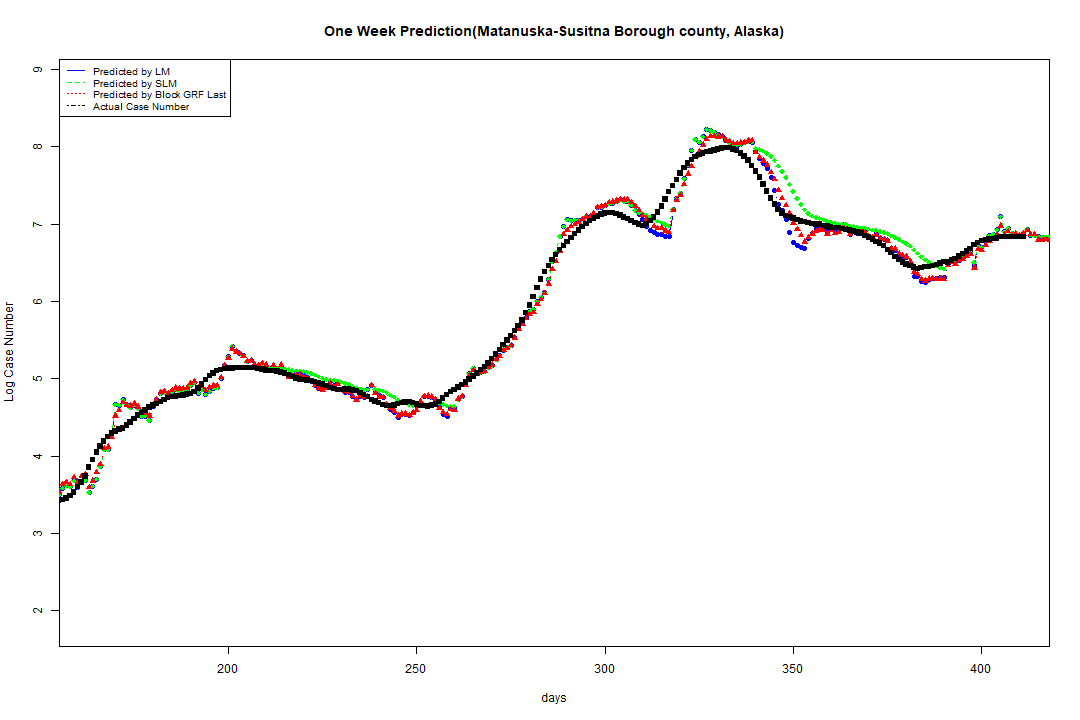 One Week Prediction(Matanuska-Susitna Borough county, Alaska)
Predicted by LM
Predicted by SLM
Predicted by Block GRF Last
Actual Case Number
9
8
7
6
5
4
3
2
Log Case Number
200 250 300 350 400
days